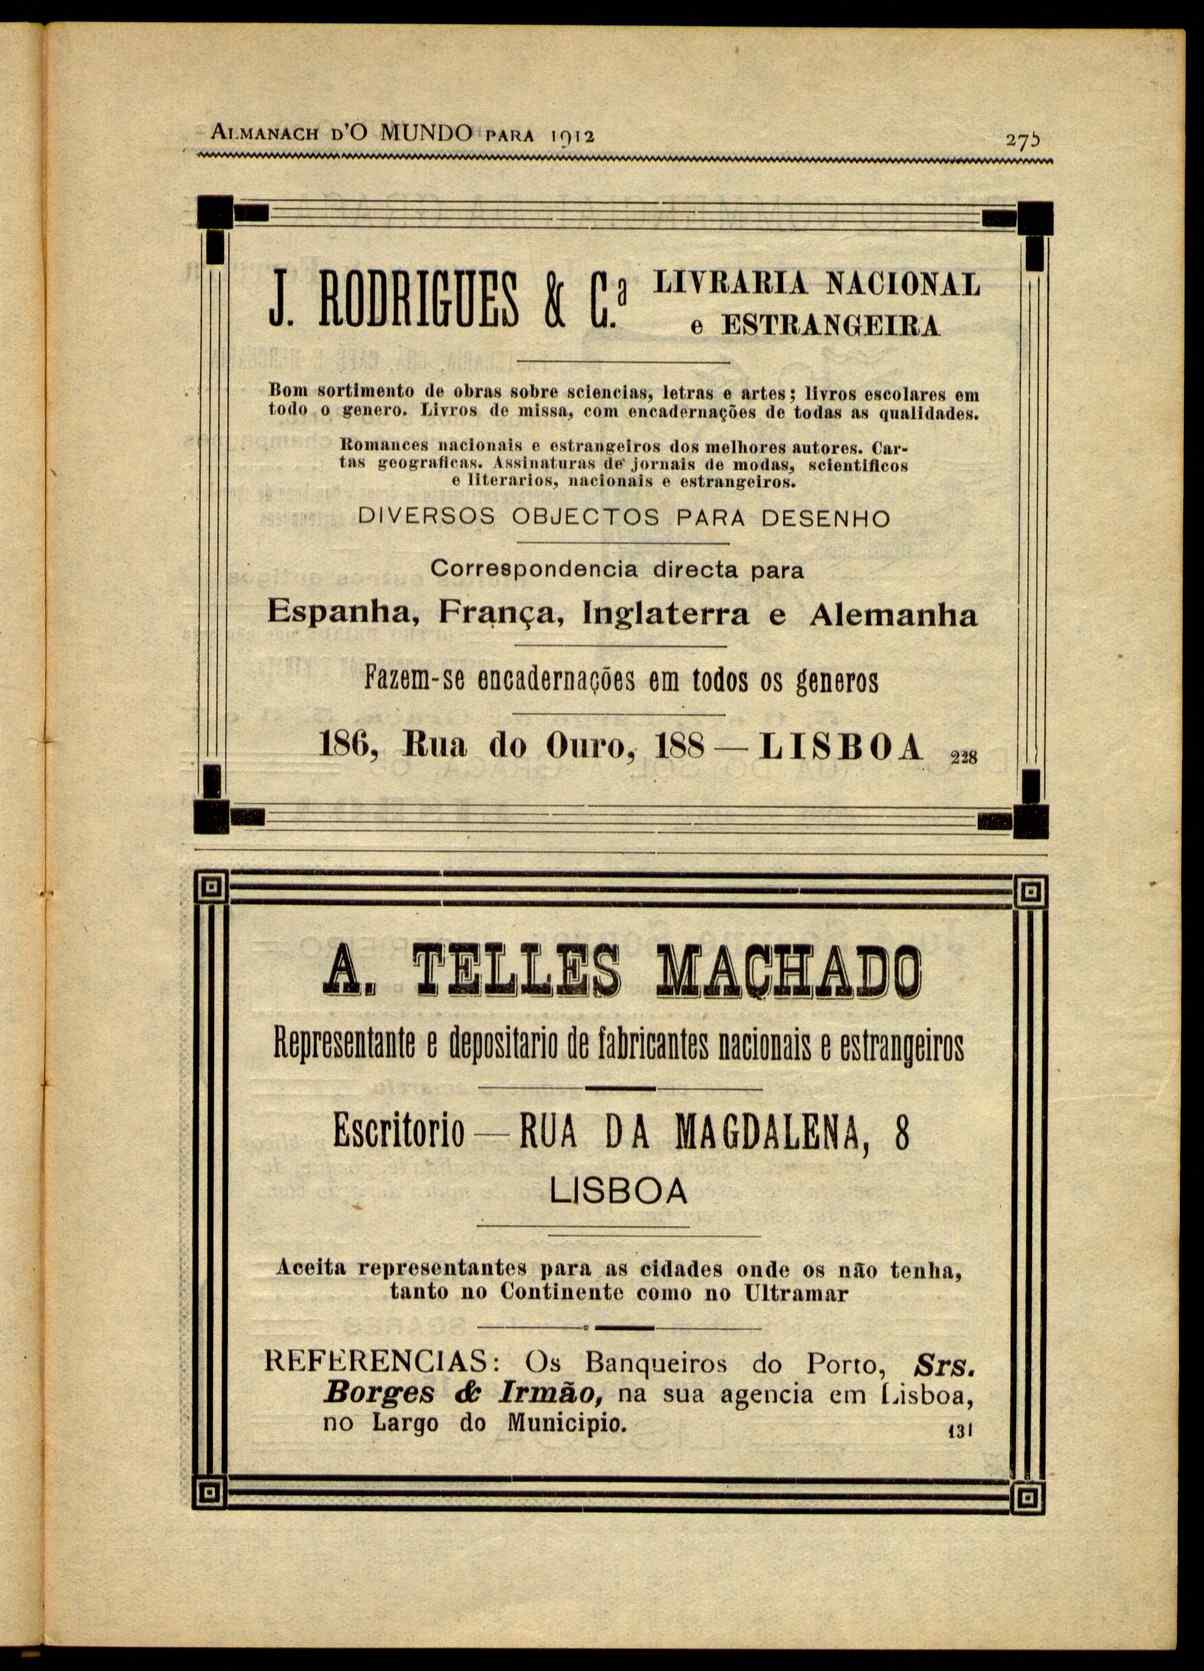 ALMANACH D'O MUNDO PARA 1912 275
J. RODRIGUES & C.ª LIVRARIA NACIONAL
e ESTRANGEIRA
Bom sortimento de obras sobre sciencias, letras e artes; livros escolares em
todo o genero. Livros de missa, com encadernações de todas as qualidades.
Romances nacionais e estrangeiros dos melhores autores. Car-
tas geograficas. Assinaturas de jornais de modas, scientificos
e literarios, nacionais e estrangeiros.
DIVERSOS OBJECTOS PARA DESENHO
Correspondencia directa para
Espanha, França, Inglaterra e Alemanha
Fazem-se encadernações em todos os generos
186, Rua do Ouro, 188 — LISBOA 228
A. TELLES MACHADO
Representante e depositario de fabricantes nacionais e estrangeiros
Escritorio — RUA DA MAGDALENA, 8
LISBOA
Aceita representantes para as cidades onde os não tenha,
tanto no Continente como no Ultramar
REFERENCIAS: Os Banqueiros do Porto, Srs.
Borges & Irmão, na sua agencia em Lisboa,
no Largo do Municipio. 131